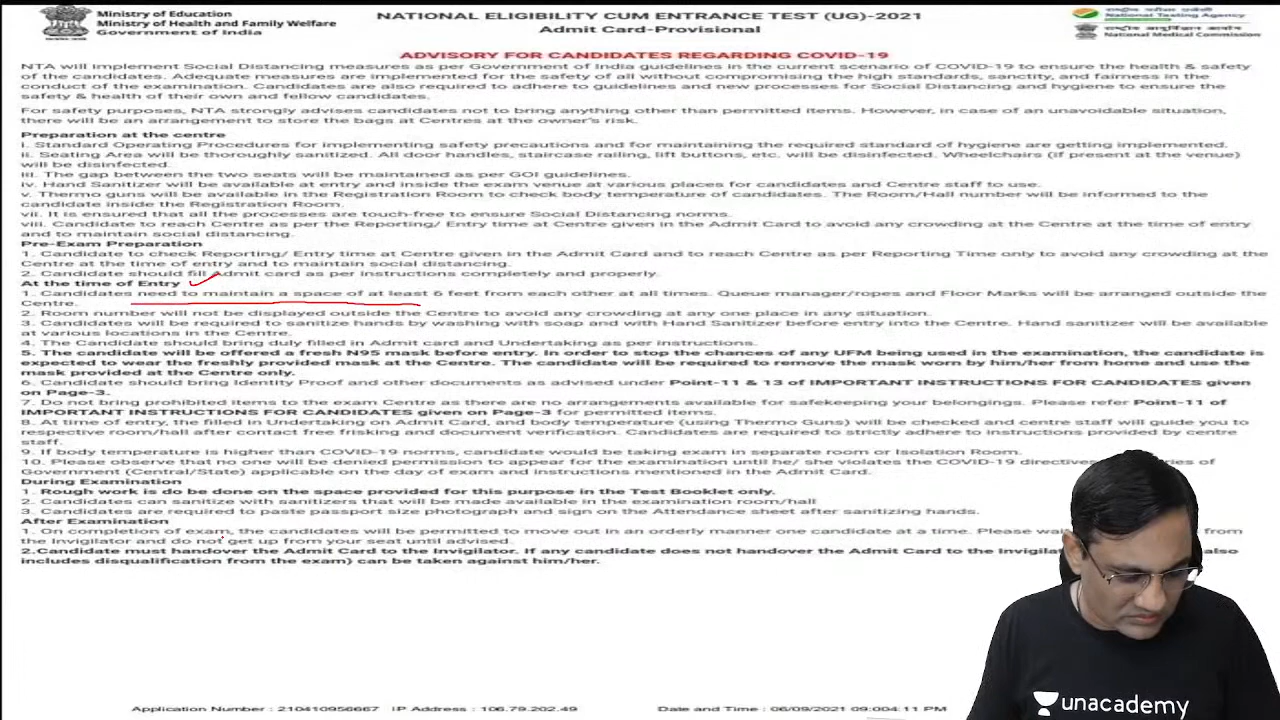 Ministry of Education
Ministry of Health and Family Welfare
Government of India
NATIONAL ELIGIBILITY CUM ENTRANCE TEST (UG)-2021
Admit Card-Provisional
राष्ट्रीय परीक्षा एजेंसी
National Testing Agency
राष्ट्रीय आयुर्विज्ञान आयोग
National Medical Commission
ADVISORY FOR CANDIDATES REGARDING COVID-19
NTA will implement Social Distancing measures as per Government of India guidelines in the current scenario of COVID-19 to ensure the health & safety
of the candidates. Adequate measures are implemented for the safety of all without compromising the high standards, sanctity, and fairness in the
conduct of the examination. Candidates are also required to adhere to guidelines and new processes for Social Distancing and hygiene to ensure the
safety & health of their own and fellow candidates.
For safety purposes, NTA strongly advises candidates not to bring anything other than permitted items. However, in case of an unavoidable situation,
there will be an arrangement to store the bags at Centres at the owner's risk.
Preparation at the centre
i. Standard Operating Procedures for implementing safety precautions and for maintaining the required standard of hygiene are getting implemented.
ii. Seating Area will be thoroughly sanitized. All door handles, staircase railing, lift buttons, etc. will be disinfected. Wheelchairs (if present at the venue)
will be disinfected.
iii. The gap between the two seats will be maintained as per GOI guidelines.
iv. Hand Sanitizer will be available at entry and inside the exam venue at various places for candidates and Centre staff to use.
v. Thermo guns will be available in the Registration Room to check body temperature of candidates. The Room/Hall number will be informed to the
candidate inside the Registration Room.
vii. It is ensured that all the processes are touch-free to ensure Social Distancing norms.
viii. Candidate to reach Centre as per the Reporting/ Entry time at Centre given in the Admit Card to avoid any crowding at the Centre at the time of entry
and to maintain social distancing.
Pre-Exam Preparation
1. Candidate to check Reporting/ Entry time at Centre given in the Admit Card and to reach Centre as per Reporting Time only to avoid any crowding at the
Centre at the time of entry and to maintain social distancing.
2. Candidate should fill Admit card as per instructions completely and properly.
At the time of Entry
1. Candidates need to maintain a space of at least 6 feet from each other at all times. Queue manager/ropes and Floor Marks will be arranged outside the
Centre.
2. Room number will not be displayed outside the Centre to avoid any crowding at any one place in any situation.
3. Candidates will be required to sanitize hands by washing with soap and with Hand Sanitizer before entry into the Centre. Hand sanitizer will be available
at various locations in the Centre.
4. The Candidate should bring duly filled in Admit card and Undertaking as per instructions.
5. The candidate will be offered a fresh N95 mask before entry. In order to stop the chances of any UFM being used in the examination, the candidate is
expected to wear the freshly provided mask at the Centre. The candidate will be required to remove the mask worn by him/her from home and use the
mask provided at the Centre only.
6. Candidate should bring Identity Proof and other documents as advised under Point-11 & 13 of IMPORTANT INSTRUCTIONS FOR CANDIDATES given
on Page-3.
7. Do not bring prohibited items to the exam Centre as there are no arrangements available for safekeeping your belongings. Please refer Point-11 of
IMPORTANT INSTRUCTIONS FOR CANDIDATES given on Page-3 for permitted items.
8. At time of entry, the filled in Undertaking on Admit Card, and body temperature (using Thermo Guns) will be checked and centre staff will guide you to
respective room/hall after contact free frisking and document verification. Candidates are required to strictly adhere to instructions provided by centre
staff.
9. If body temperature is higher than COVID-19 norms, candidate would be taking exam in separate room or Isolation Room.
10. Please observe that no one will be denied permission to appear for the examination until he/ she violates the COVID-19 directives of
Government (Central/State) applicable on the day of exam and instructions mentioned in the Admit Card.
During Examination
1. Rough work is do be done on the space provided for this purpose in the Test Booklet only.
2. Candidates can sanitize with sanitizers that will be made available in the examination room/hall
3. Candidates are required to paste passport size photograph and sign on the Attendance sheet after sanitizing hands.
After Examination
1. On completion of exam, the candidates will be permitted to move out in an orderly manner one candidate at a time. Please from
the Invigilator and do not get up from your seat until advised.
2.Candidate must handover the Admit Card to the Invigilator. If any candidate does not handover the Admit Card to the also
includes disqualification from the exam) can be taken against him/her.
unacademy
Application Number : 210410956667 IP Address : 106.79.202.49 Date and Time : 06/09/2021 09:004:11 PM